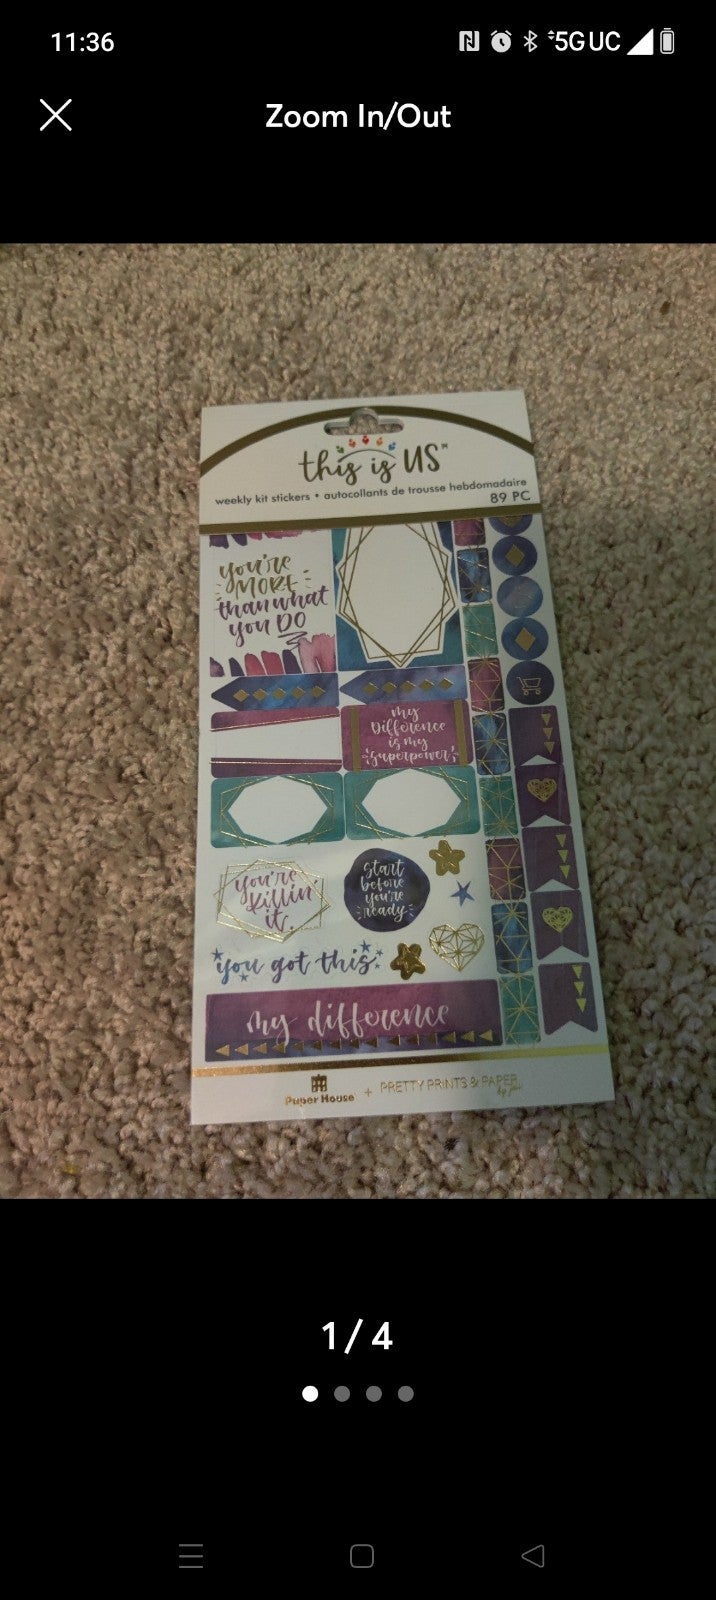 11:36
5G UC
Zoom In/Out
this is US™
weekly kit stickers • autocollants de trousse hebdomadaire
89 PC
you're
MORE
than what
you DO
my
Difference
is my
superpower
you're
killin
it.
start
before
you're
ready
you got this
my difference
Paper House + PRETTY PRINTS & PAPER
1/4